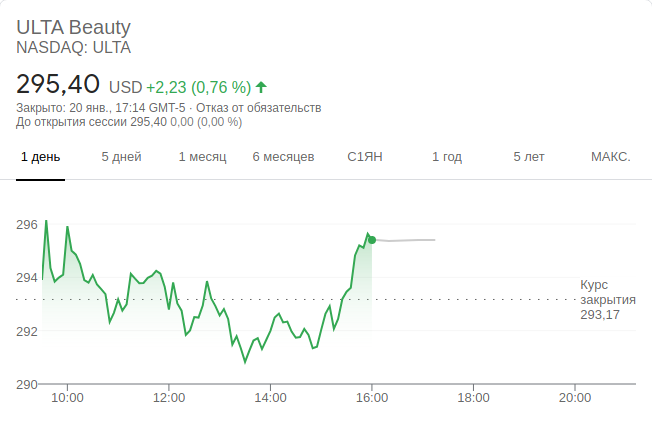 ULTA Beauty
NASDAQ: ULTA
295,40 USD +2,23 (0,76 %)
Закрыто: 20 янв., 17:14 GMT-5 · Отказ от обязательств
До открытия сессии 295,40 0,00 (0,00 %)
1 день 5 дней 1 месяц 6 месяцев С1ЯН 1 год 5 лет МАКС.
296
294
Курс
закрытия
293,17
292
290
10:00 12:00 14:00 16:00 18:00 20:00